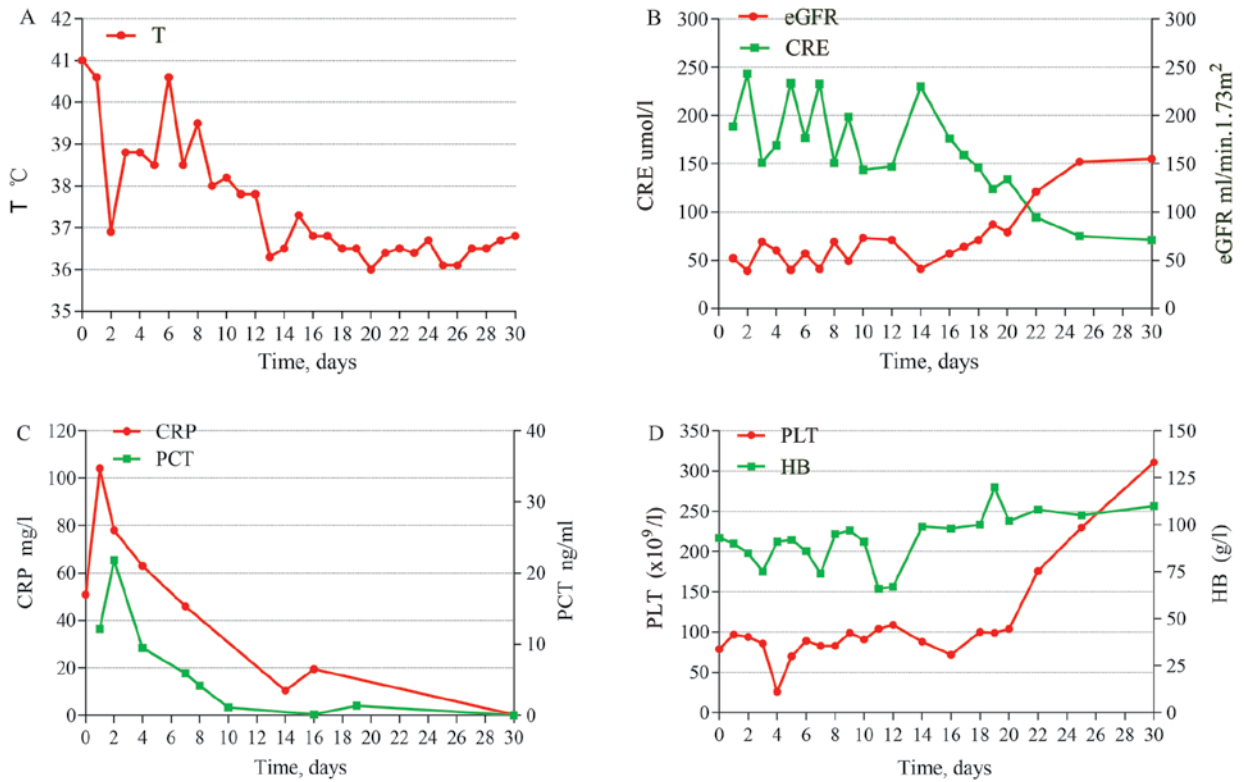 A
T
42
41
40
39
38
37
36
35
T ℃
0 2 4 6 8 10 12 14 16 18 20 22 24 26 28 30
Time, days
B
eGFR
CRE
300
250
200
150
100
50
0
CRE umol/l
300
250
200
150
100
50
0
eGFR ml/min.1.73m²
0 2 4 6 8 10 12 14 16 18 20 22 24 26 28 30
Time, days
C
CRP
PCT
120
100
80
60
40
20
0
CRP mg/l
40
30
20
10
0
PCT ng/ml
0 2 4 6 8 10 12 14 16 18 20 22 24 26 28 30
Time, days
D
PLT
HB
350
300
250
200
150
100
50
0
PLT (x10⁹/l)
150
125
100
75
50
25
0
HB (g/l)
0 2 4 6 8 10 12 14 16 18 20 22 24 26 28 30
Time, days